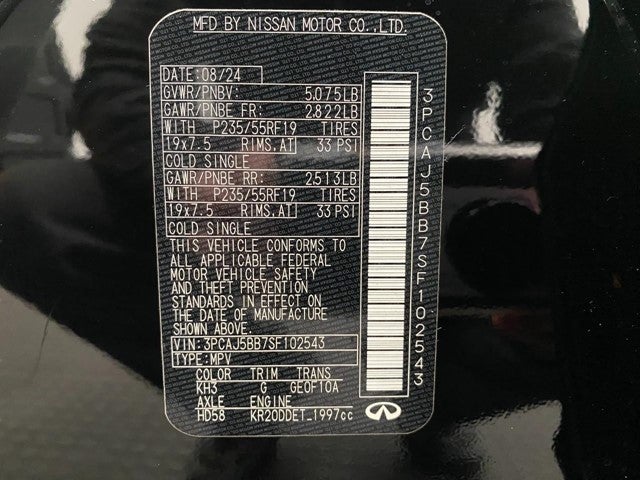 MFD BY NISSAN MOTOR CO.,LTD.
DATE:08/24
GVWR/PNBV: 5.075LB
GAWR/PNBE FR: 2.822LB
WITH P235/55RF19 TIRES
19x7.5 RIMS.AT 33 PSI
COLD SINGLE
GAWR/PNBE RR: 2.513LB
WITH P235/55RF19 TIRES
19x7.5 RIMS.AT 33 PSI
COLD SINGLE
THIS VEHICLE CONFORMS TO
ALL APPLICABLE FEDERAL
MOTOR VEHICLE SAFETY
AND THEFT PREVENTION
STANDARDS IN EFFECT ON
THE DATE OF MANUFACTURE
SHOWN ABOVE.
VIN:3PCAJ5BB7SF102543
TYPE:MPV
COLOR TRIM TRANS
KH3 G GE0F10A
AXLE ENGINE
HD58 KR20DDET 1997cc
3PCAJ5BB7SF102543